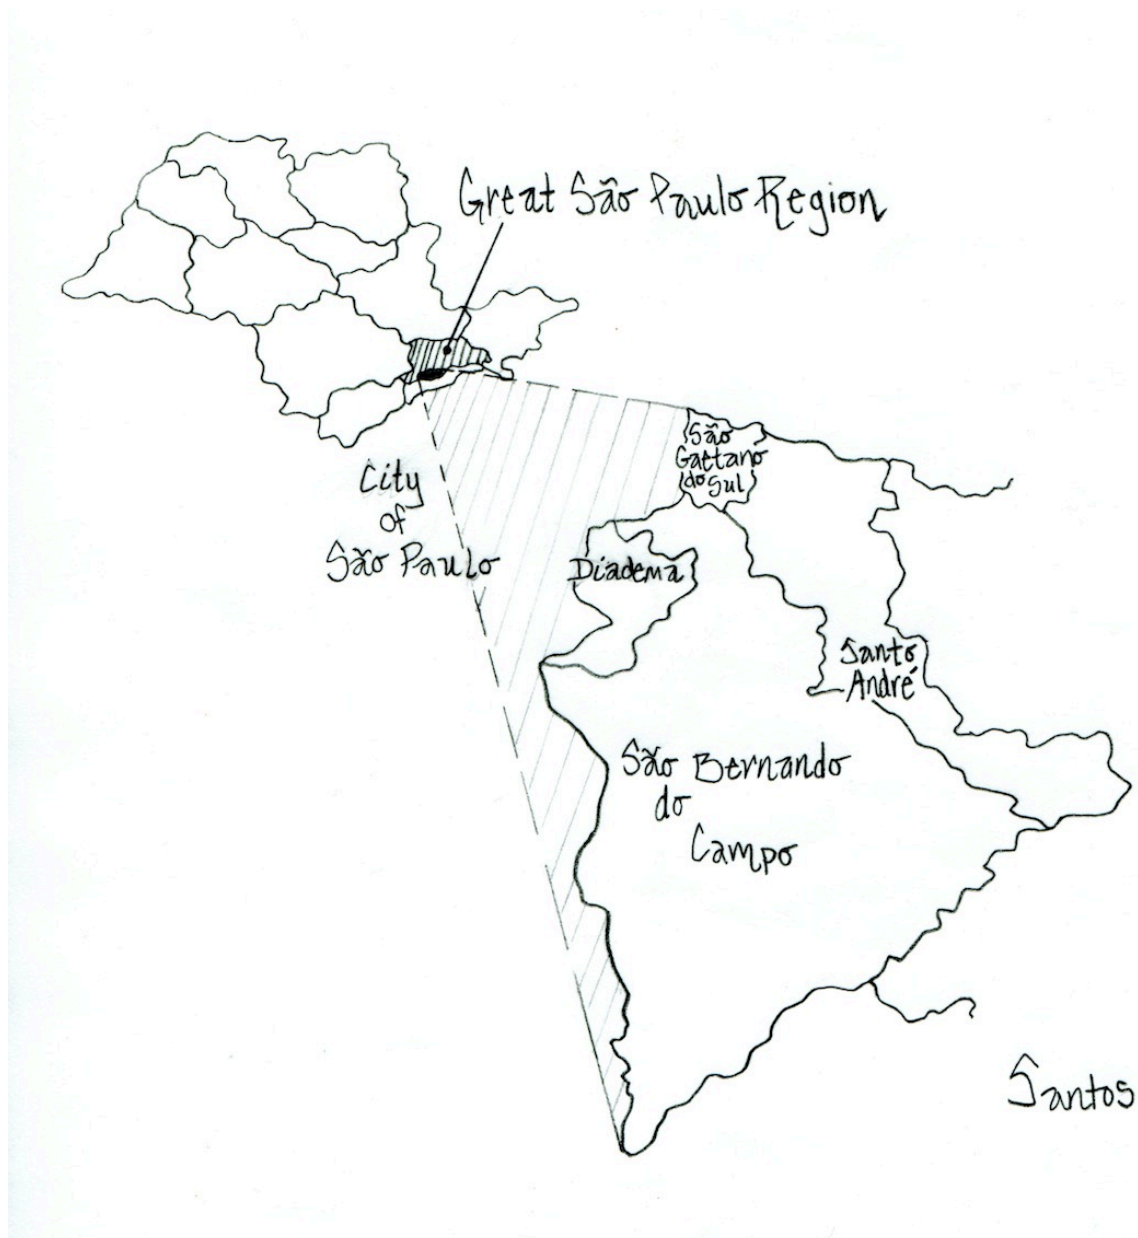 Great São Paulo Region
São
Gaetano
do Sul
City
of
São Paulo
Diadema
Santo
André
São Bernando
do
Campo
Santos